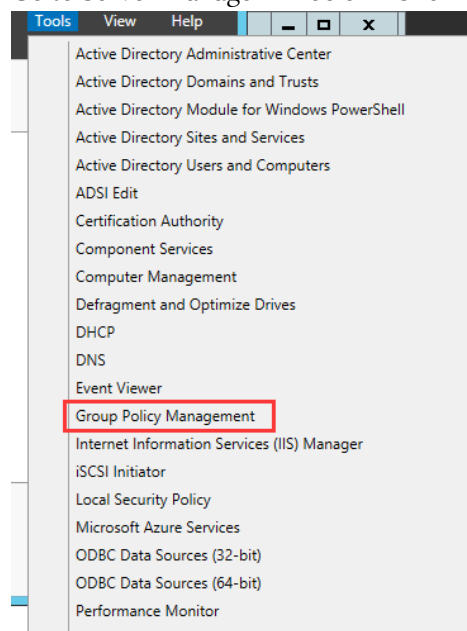 Tools View Help
Active Directory Administrative Center
Active Directory Domains and Trusts
Active Directory Module for Windows PowerShell
Active Directory Sites and Services
Active Directory Users and Computers
ADSI Edit
Certification Authority
Component Services
Computer Management
Defragment and Optimize Drives
DHCP
DNS
Event Viewer
Group Policy Management
Internet Information Services (IIS) Manager
iSCSI Initiator
Local Security Policy
Microsoft Azure Services
ODBC Data Sources (32-bit)
ODBC Data Sources (64-bit)
Performance Monitor